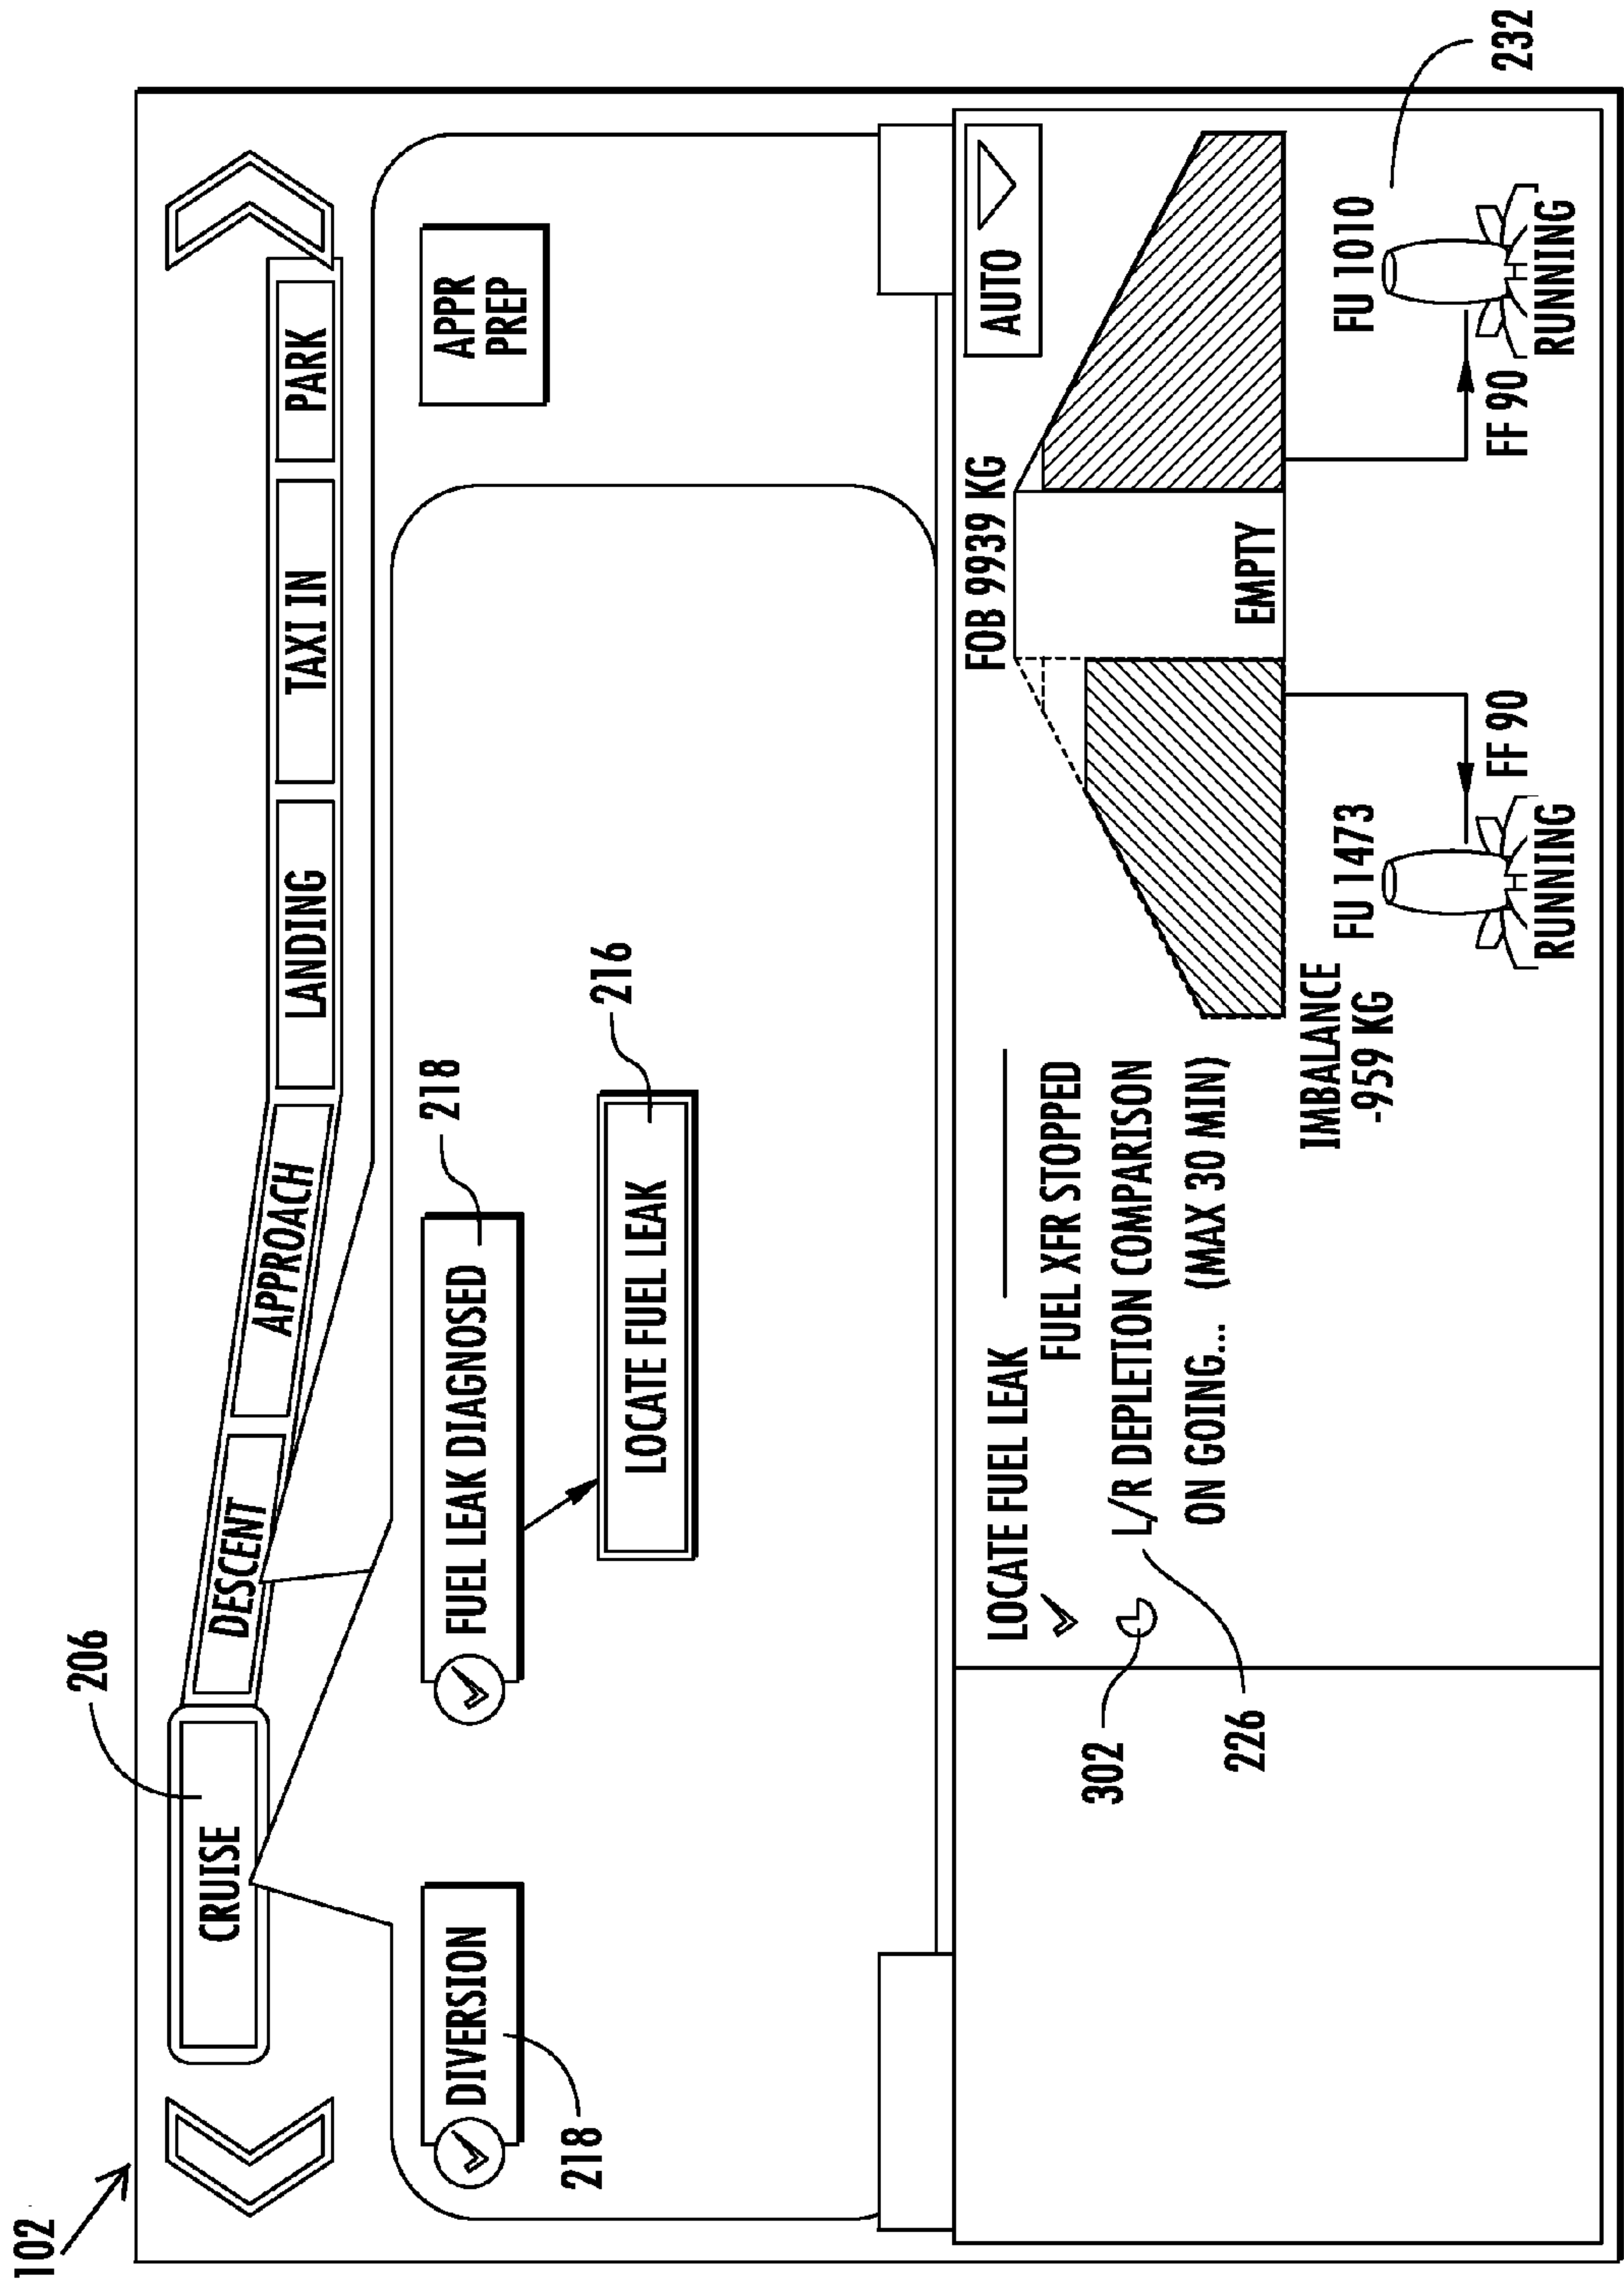 102
206
CRUISE
DESCENT
APPROACH
LANDING
TAXI IN
PARK
218
DIVERSION
218
FUEL LEAK DIAGNOSED
APPR
PREP
216
LOCATE FUEL LEAK
LOCATE FUEL LEAK
FUEL XFR STOPPED
302
L/R DEPLETION COMPARISON
226
ON GOING... (MAX 30 MIN)
FOB 9939 KG
AUTO
EMPTY
IMBALANCE
-959 KG
FU 1473
FU 1010
232
FF 90
FF 90
RUNNING
RUNNING